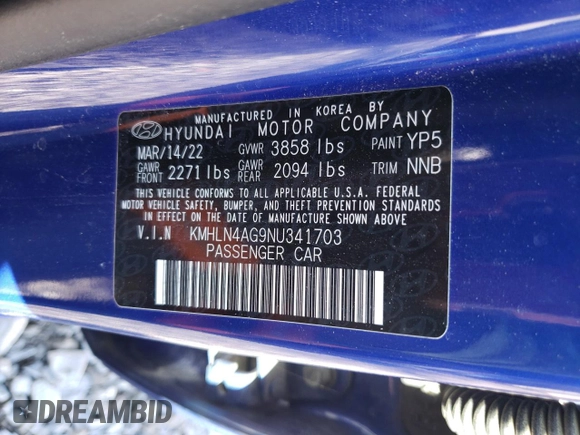 MANUFACTURED IN KOREA BY
HYUNDAI MOTOR COMPANY
MAR/14/22 GVWR 3858 lbs PAINT YP5
GAWR FRONT 2271 lbs GAWR REAR 2094 lbs TRIM NNB
THIS VEHICLE CONFORMS TO ALL APPLICABLE U.S.A. FEDERAL
MOTOR VEHICLE SAFETY, BUMPER, AND THEFT PREVENTION STANDARDS
IN EFFECT ON THE DATE OF MANUFACTURE SHOWN ABOVE.
V.I.N KMHLN4AG9NU341703
PASSENGER CAR
DREAMBID